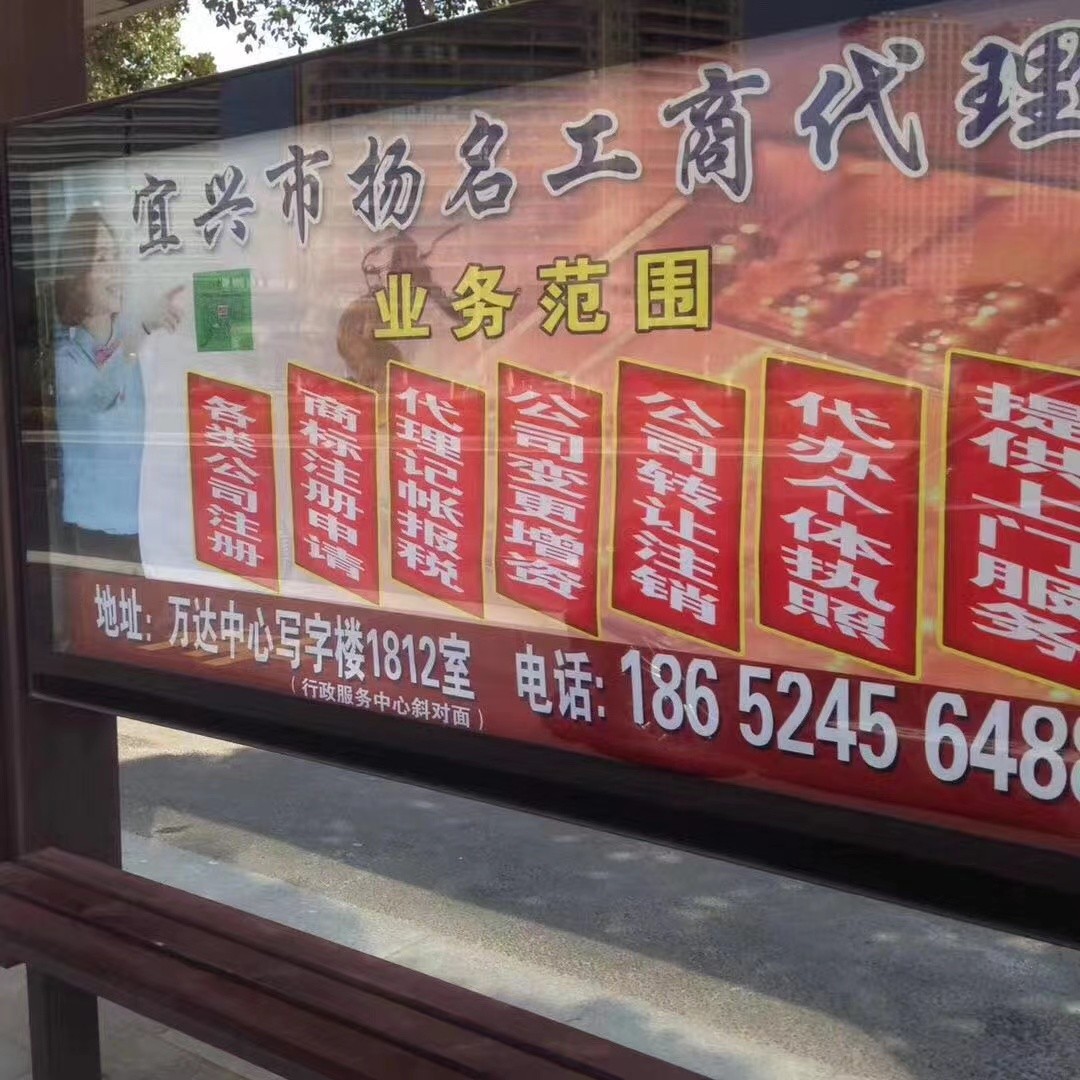 宜兴市扬名工商代理
业务范围
各类公司注册
商标注册申请
代理记帐报税
公司变更增资
公司转让注销
代办个体执照
提供上门服务
地址：万达中心写字楼1812室
（行政服务中心斜对面）
电话：186 5245 6488